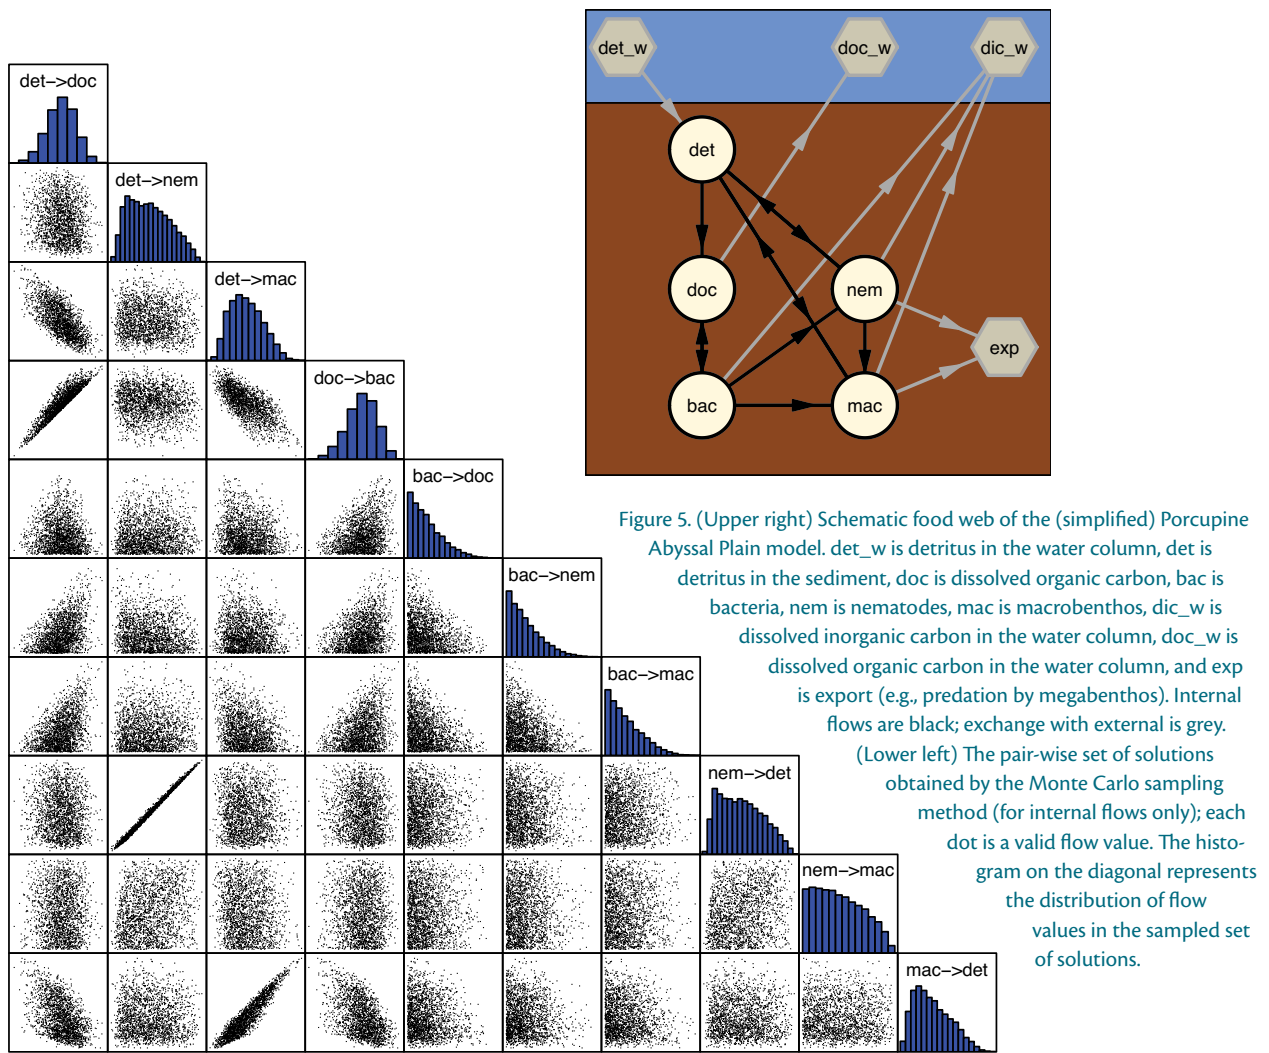 det_w
doc_w
dic_w
det
doc
nem
exp
bac
mac
det->doc
det->nem
det->mac
doc->bac
bac->doc
bac->nem
bac->mac
nem->det
nem->mac
mac->det
Figure 5. (Upper right) Schematic food web of the (simplified) Porcupine
Abyssal Plain model. det_w is detritus in the water column, det is
detritus in the sediment, doc is dissolved organic carbon, bac is
bacteria, nem is nematodes, mac is macrobenthos, dic_w is
dissolved inorganic carbon in the water column, doc_w is
dissolved organic carbon in the water column, and exp
is export (e.g., predation by megabenthos). Internal
flows are black; exchange with external is grey.
(Lower left) The pair-wise set of solutions
obtained by the Monte Carlo sampling
method (for internal flows only); each
dot is a valid flow value. The histo-
gram on the diagonal represents
the distribution of flow
values in the sampled set
of solutions.